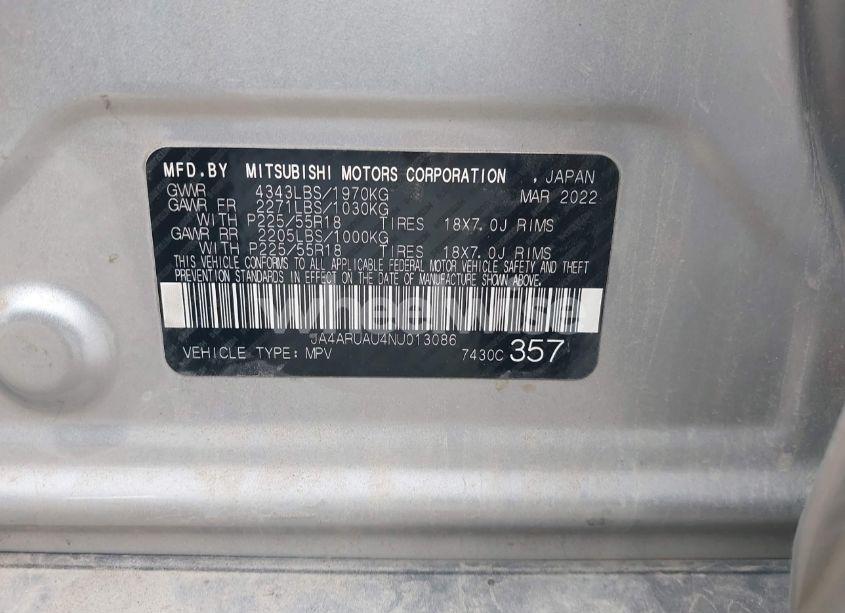 MFD.BY MITSUBISHI MOTORS CORPORATION , JAPAN
GVWR 4343LBS/1970KG MAR 2022
GAWR FR 2271LBS/1030KG
WITH P225/55R18 TIRES 18X7.0J RIMS
GAWR RR 2205LBS/1000KG
WITH P225/55R18 TIRES 18X7.0J RIMS
THIS VEHICLE CONFORMS TO ALL APPLICABLE FEDERAL MOTOR VEHICLE SAFETY AND THEFT
PREVENTION STANDARDS IN EFFECT ON THE DATE OF MANUFACTURE SHOWN ABOVE.
JA4ARUAU4NU013086
VEHICLE TYPE: MPV 7430C 357